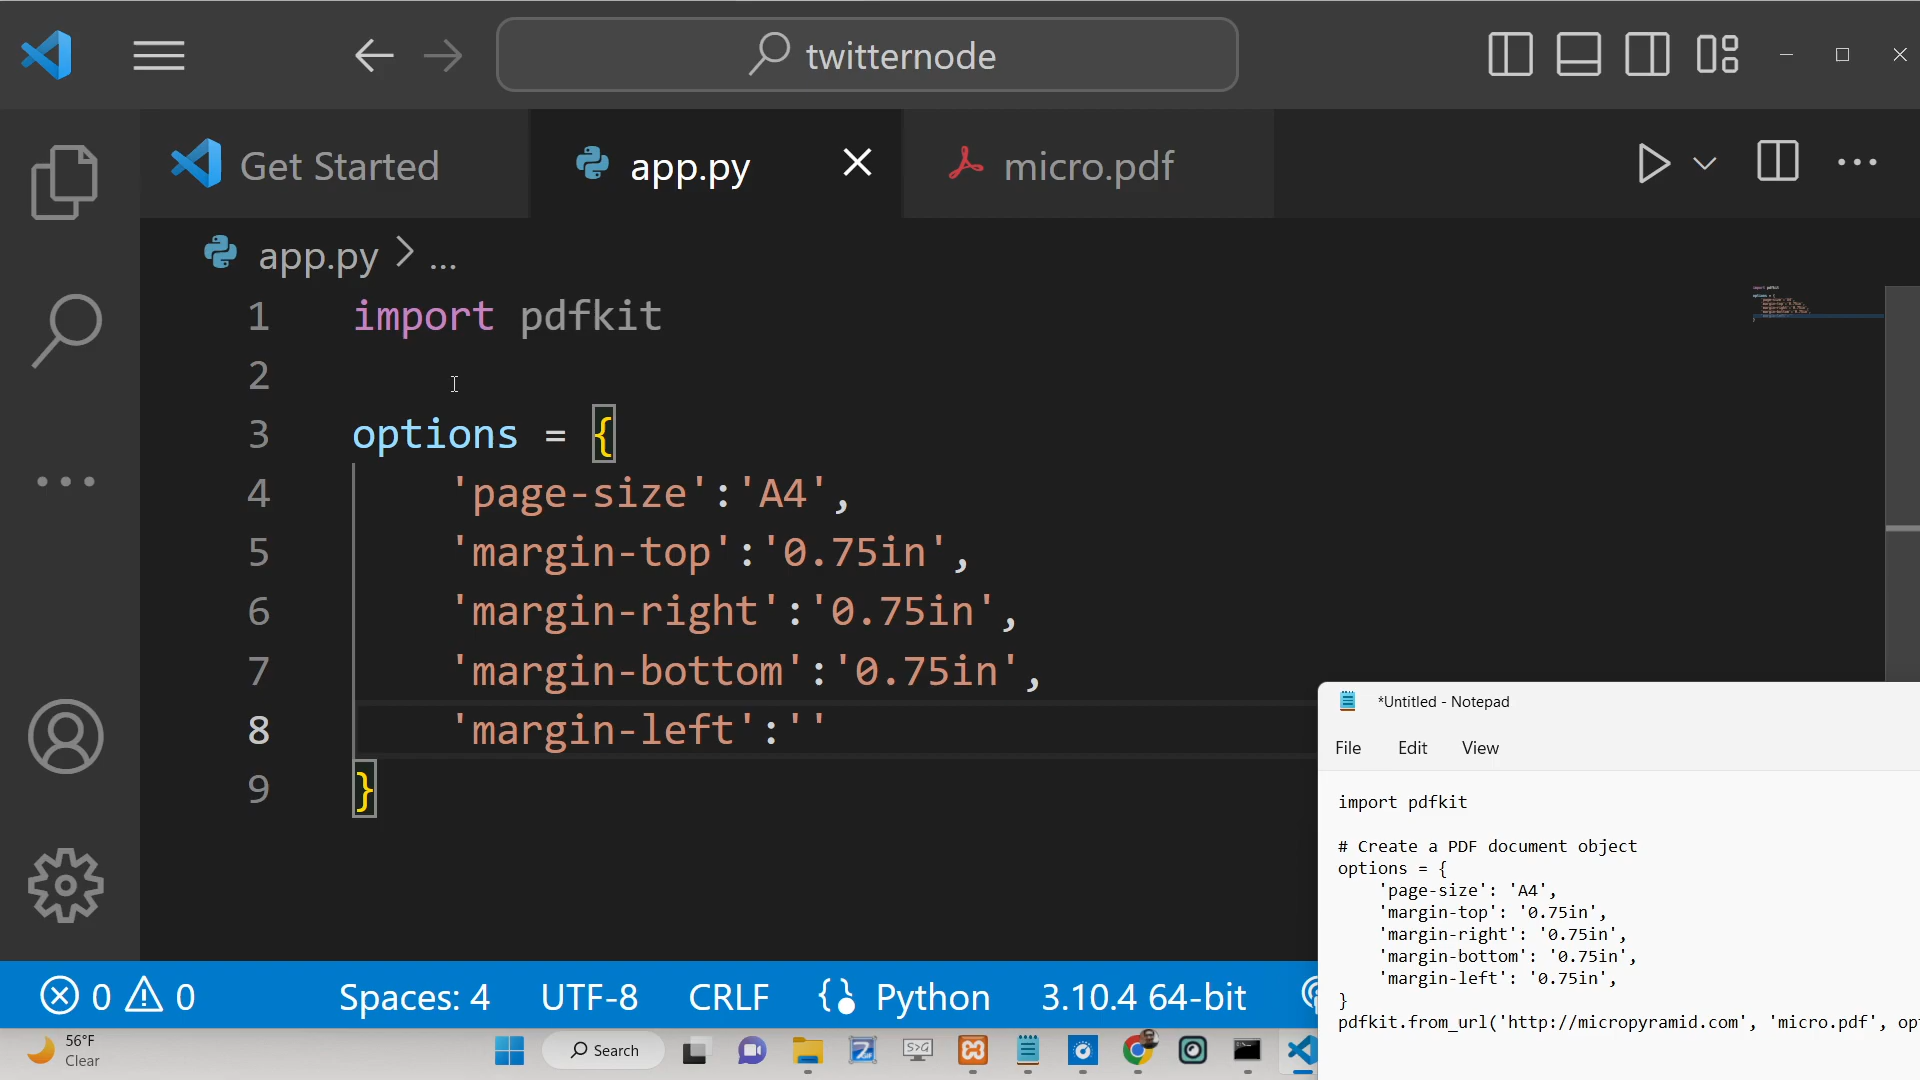 twitternode
Get Started
app.py
micro.pdf
app.py > ...
1 import pdfkit
2
3 options = {
4 'page-size':'A4',
5 'margin-top':'0.75in',
6 'margin-right':'0.75in',
7 'margin-bottom':'0.75in',
8 'margin-left':''
9 }
*Untitled - Notepad
File Edit View
import pdfkit
# Create a PDF document object
options = {
'page-size': 'A4',
'margin-top': '0.75in',
'margin-right': '0.75in',
'margin-bottom': '0.75in',
'margin-left': '0.75in',
}
pdfkit.from_url('http://micropyramid.com', 'micro.pdf', op
0 0 Spaces: 4 UTF-8 CRLF Python 3.10.4 64-bit
56°F
Clear
Search